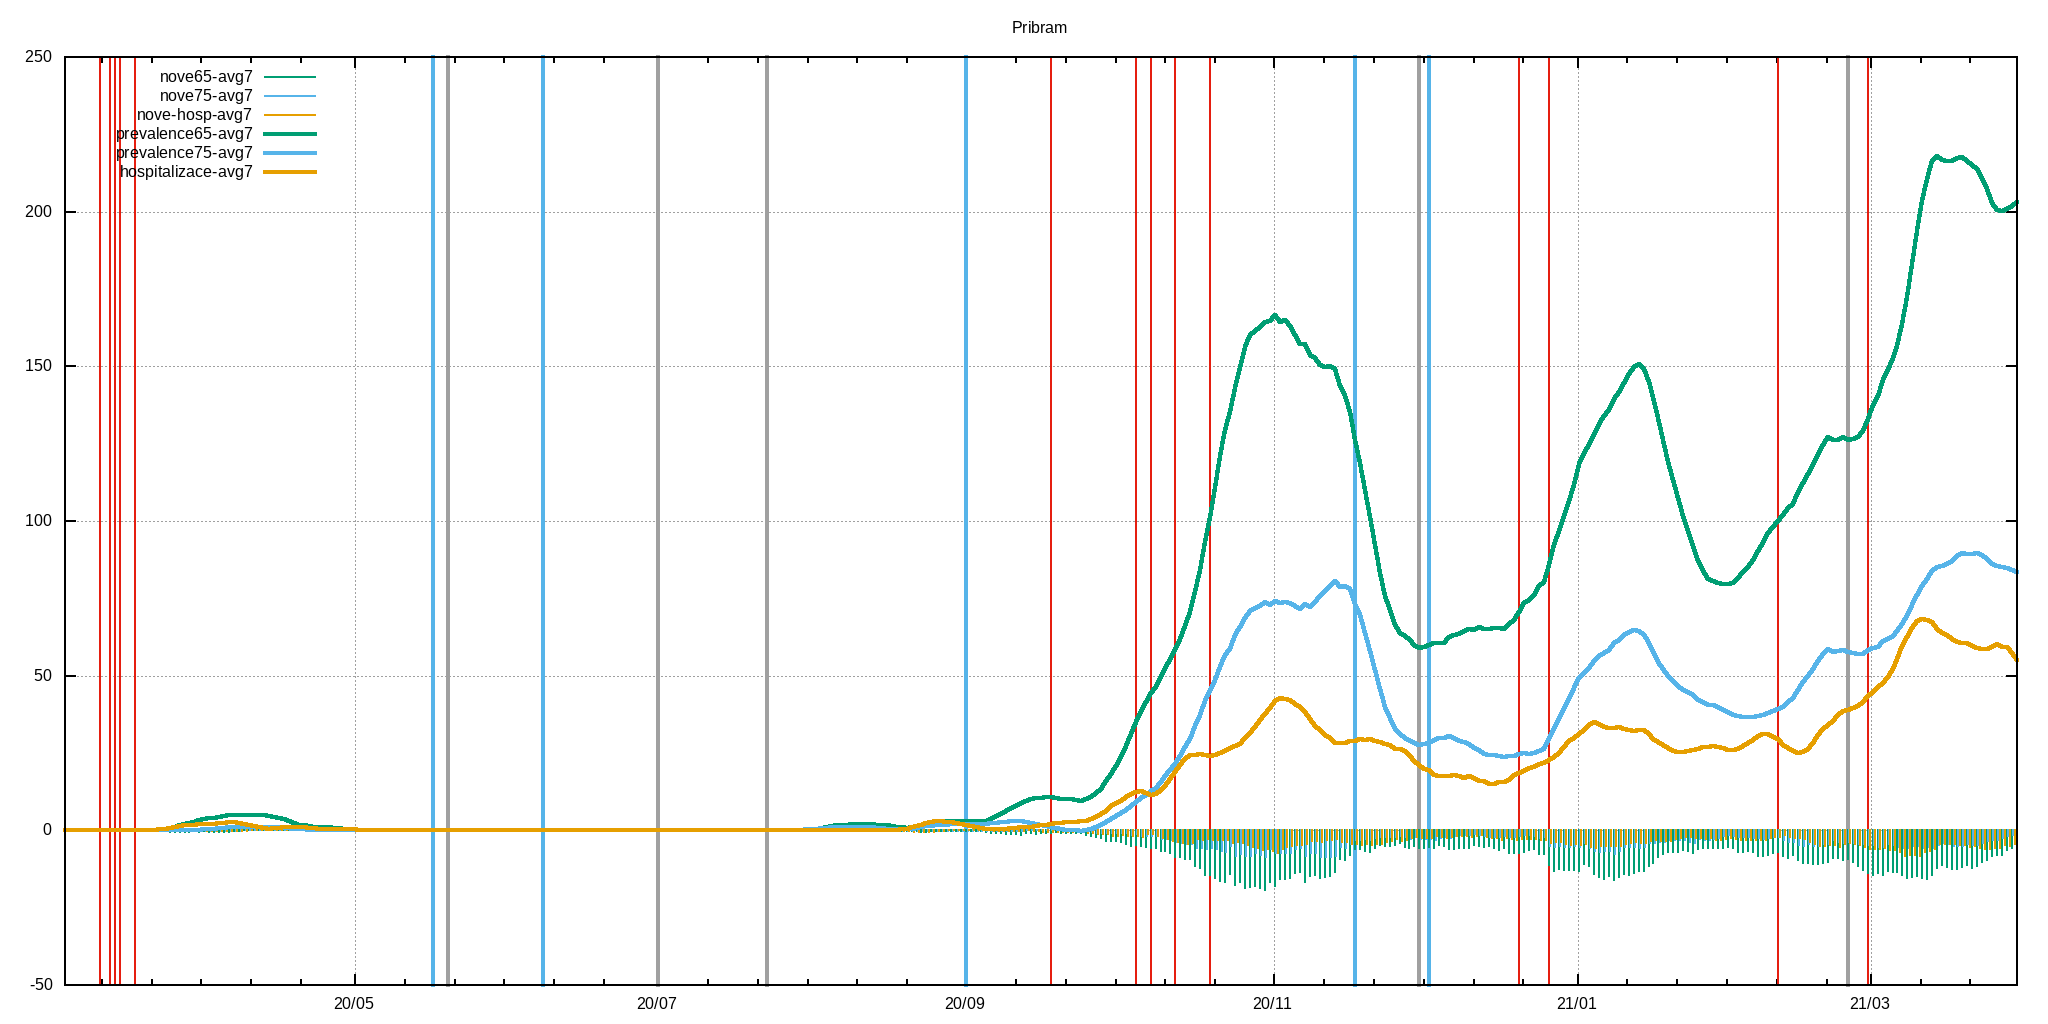 Pribram
250
nove65-avg7
nove75-avg7
nove-hosp-avg7
prevalence65-avg7
prevalence75-avg7
hospitalizace-avg7
200
150
100
50
0
-50
20/05 20/07 20/09 20/11 21/01 21/03